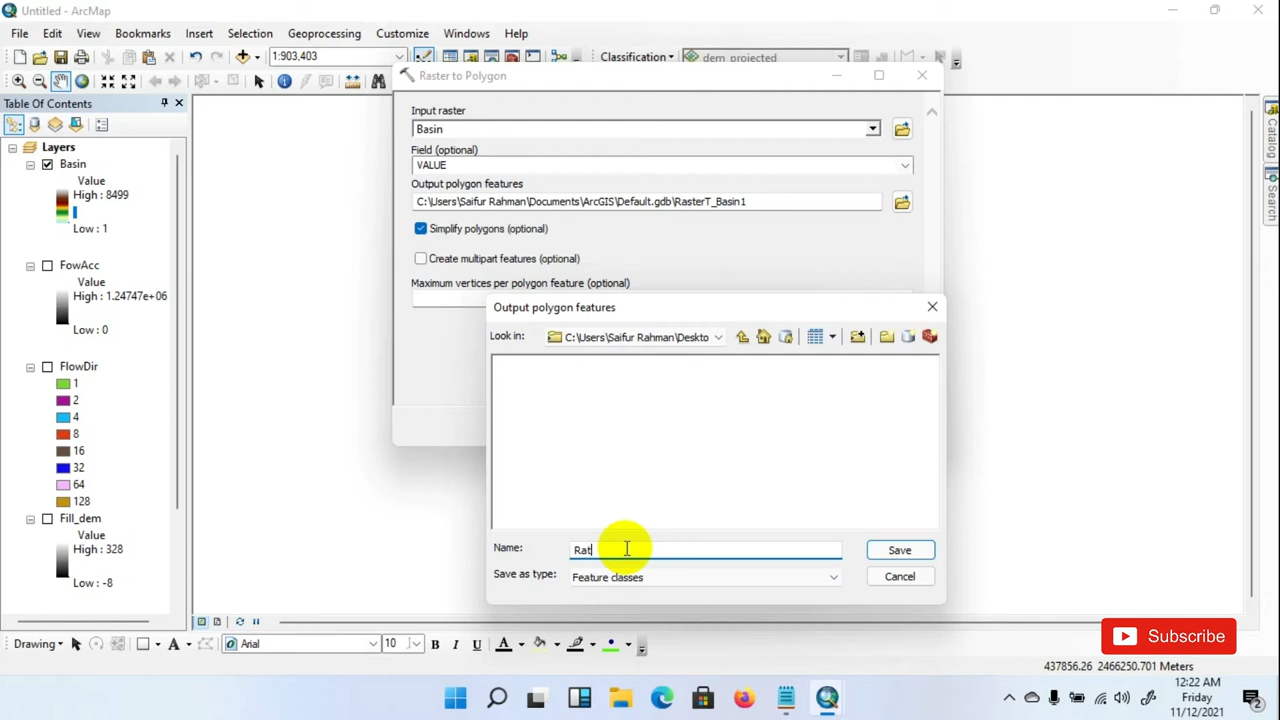 Untitled - ArcMap
File Edit View Bookmarks Insert Selection Geoprocessing Customize Windows Help
1:903,403
Classification
dem_projected
Table Of Contents
Layers
Basin
Value
High : 8499
Low : 1
FowAcc
Value
High : 1.24747e+06
Low : 0
FlowDir
1
2
4
8
16
32
64
128
Fill_dem
Value
High : 328
Low : -8
Raster to Polygon
Input raster
Basin
Field (optional)
VALUE
Output polygon features
C:\Users\Saifur Rahman\Documents\ArcGIS\Default.gdb\RasterT_Basin1
Simplify polygons (optional)
Create multipart features (optional)
Maximum vertices per polygon feature (optional)
Output polygon features
Look in:
C:\Users\Saifur Rahman\Deskto
Name:
Rat
Save
Save as type:
Feature classes
Cancel
Catalog
Search
Drawing
A
Arial
10
B I U A
Subscribe
437856.26 2466250.701 Meters
12:22 AM
Friday
11/12/2021
2